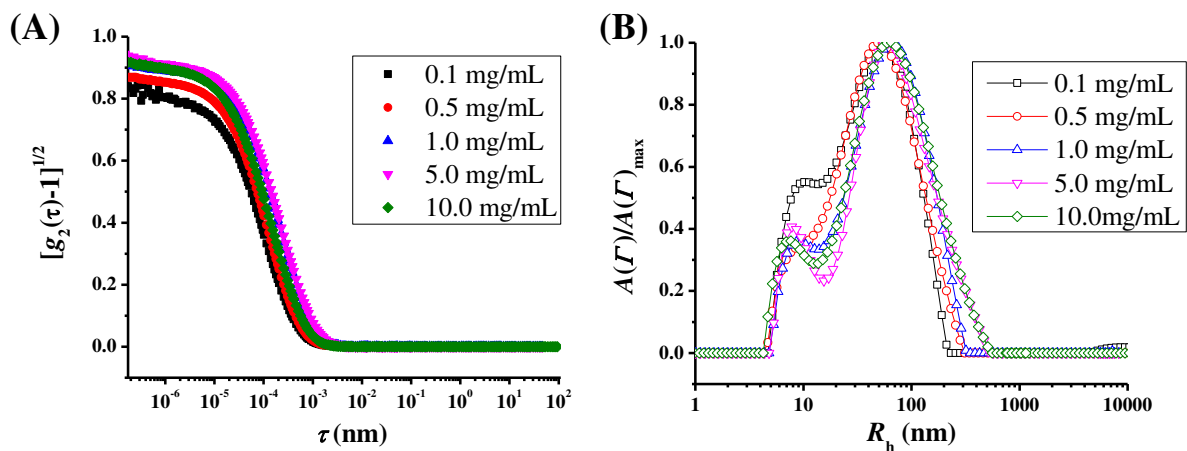 (A)
[g₂(τ)-1]¹/²
1.0
0.8
0.6
0.4
0.2
0.0
10⁻⁶ 10⁻⁵ 10⁻⁴ 10⁻³ 10⁻² 10⁻¹ 10⁰ 10¹ 10²
τ (nm)
0.1 mg/mL
0.5 mg/mL
1.0 mg/mL
5.0 mg/mL
10.0 mg/mL
(B)
A(Γ)/A(Γ)max
1.0
0.8
0.6
0.4
0.2
0.0
1 10 100 1000 10000
Rh (nm)
0.1 mg/mL
0.5 mg/mL
1.0 mg/mL
5.0 mg/mL
10.0mg/mL